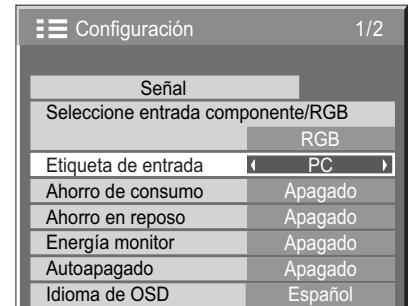 Configuración 1/2
Señal
Seleccione entrada componente/RGB
RGB
Etiqueta de entrada PC
Ahorro de consumo Apagado
Ahorro en reposo Apagado
Energía monitor Apagado
Autoapagado Apagado
Idioma de OSD Español